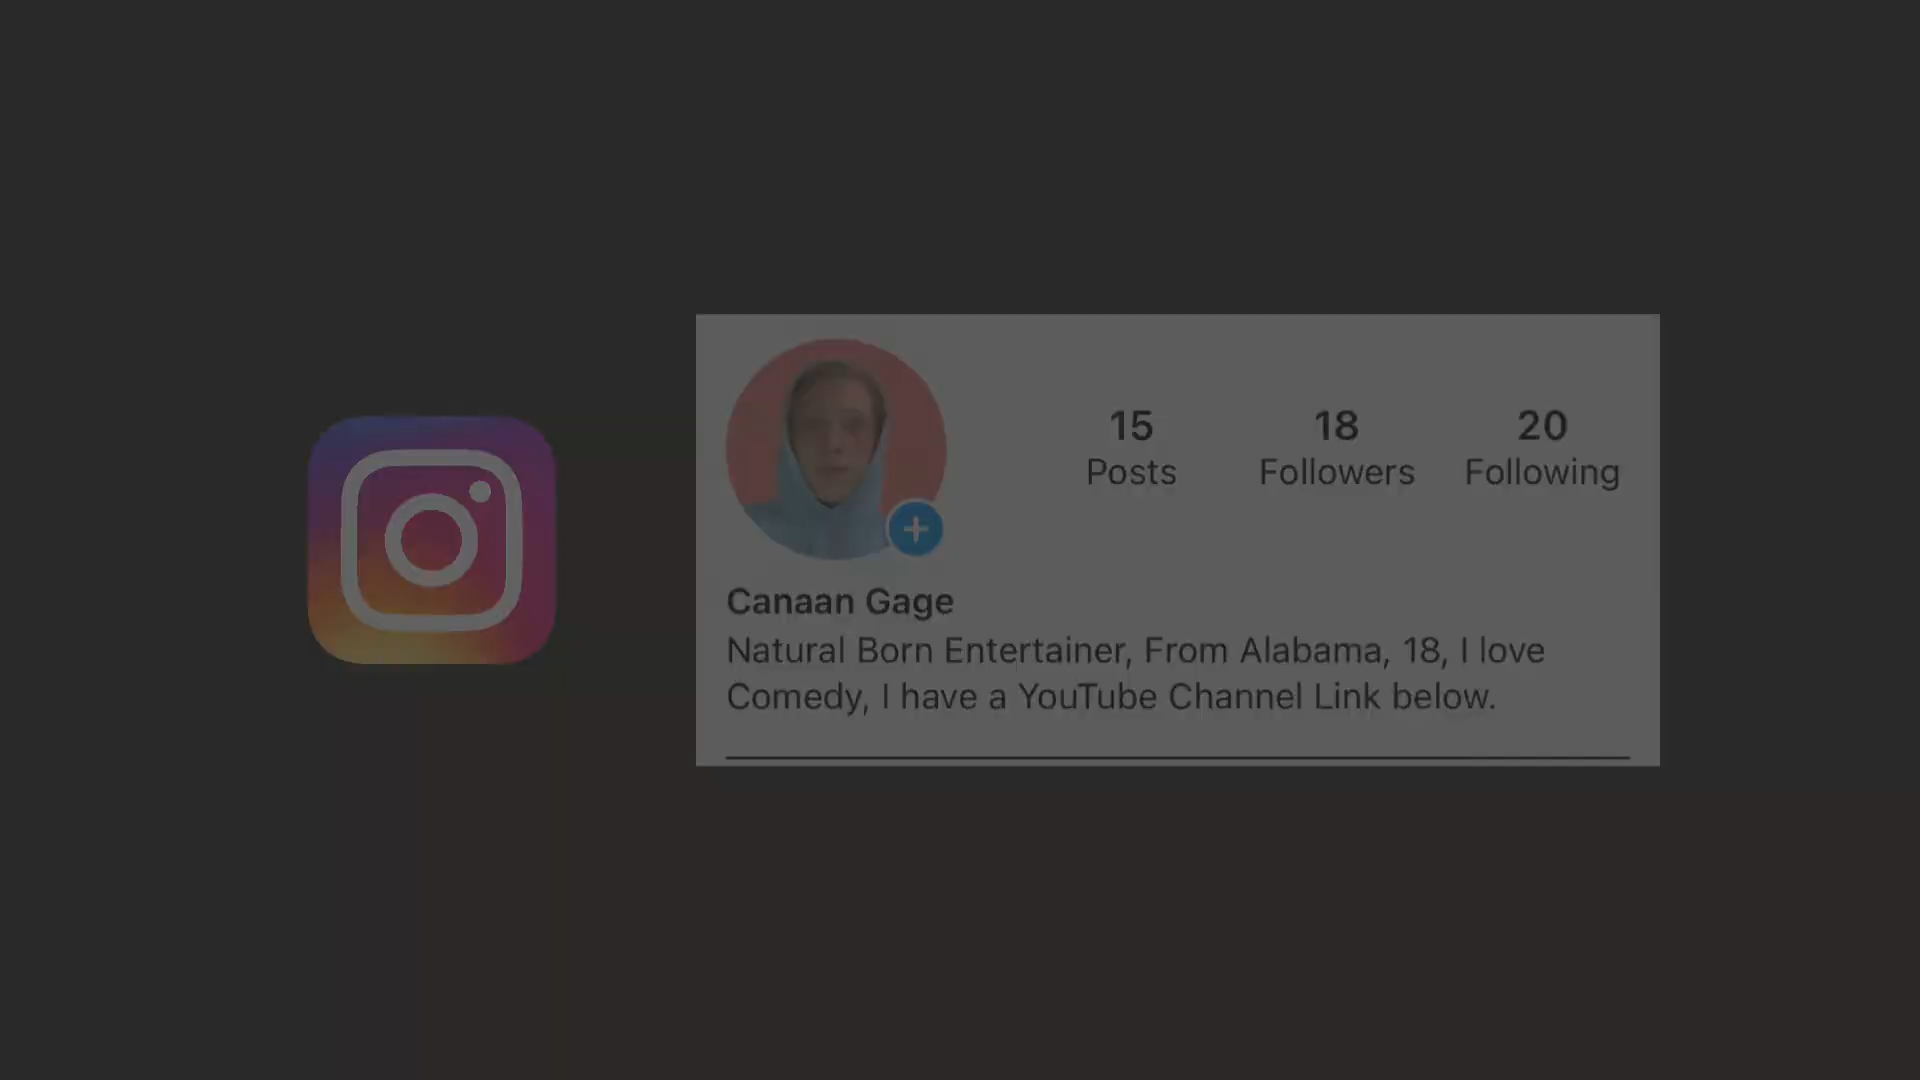 15 18 20
Posts Followers Following
Canaan Gage
Natural Born Entertainer, From Alabama, 18, I love
Comedy, I have a YouTube Channel Link below.